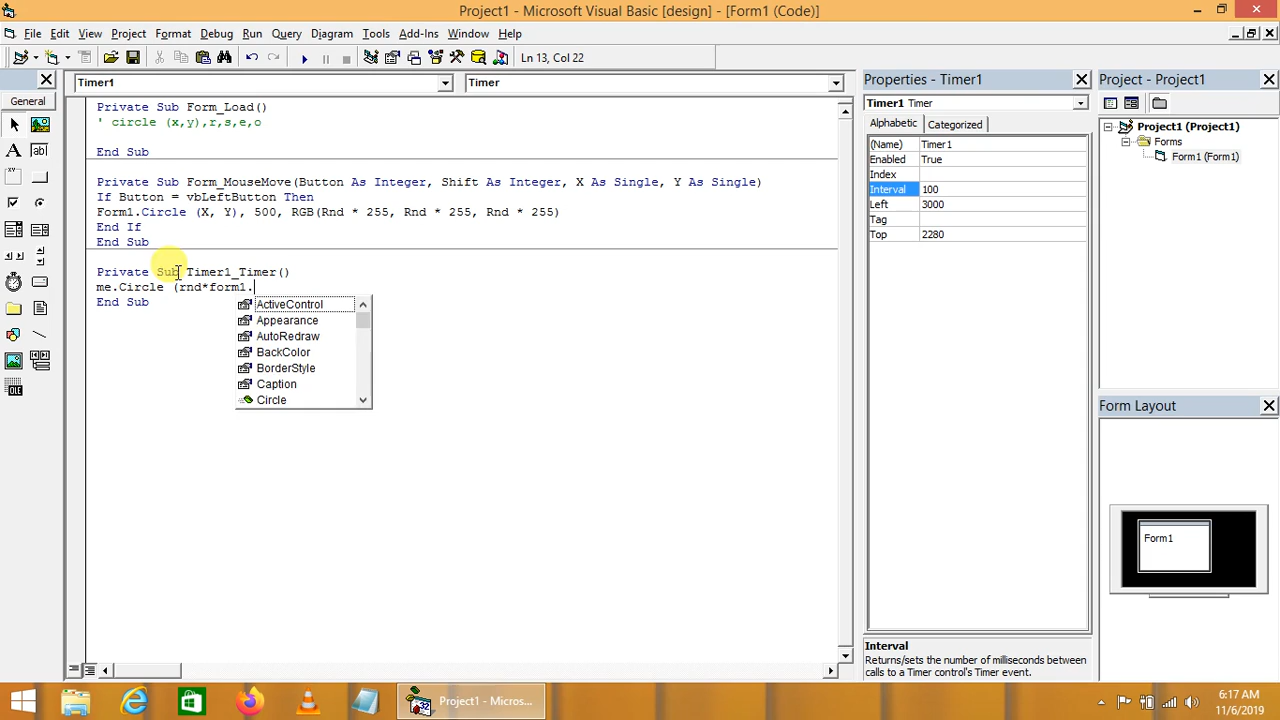 Project1 - Microsoft Visual Basic [design] - [Form1 (Code)]
File Edit View Project Format Debug Run Query Diagram Tools Add-Ins Window Help
Ln 13, Col 22
General
Timer1
Timer
Private Sub Form_Load()
' circle (x,y),r,s,e,o
End Sub
Private Sub Form_MouseMove(Button As Integer, Shift As Integer, X As Single, Y As Single)
If Button = vbLeftButton Then
Form1.Circle (X, Y), 500, RGB(Rnd * 255, Rnd * 255, Rnd * 255)
End If
End Sub
Private Sub Timer1_Timer()
me.Circle (rnd*form1.
End Sub
ActiveControl
Appearance
AutoRedraw
BackColor
BorderStyle
Caption
Circle
Properties - Timer1
Timer1 Timer
Alphabetic Categorized
(Name) Timer1
Enabled True
Index
Interval 100
Left 3000
Tag
Top 2280
Interval
Returns/sets the number of milliseconds between
calls to a Timer control's Timer event.
Project - Project1
Project1 (Project1)
Forms
Form1 (Form1)
Form Layout
Form1
Project1 - Micros...
6:17 AM
11/6/2019